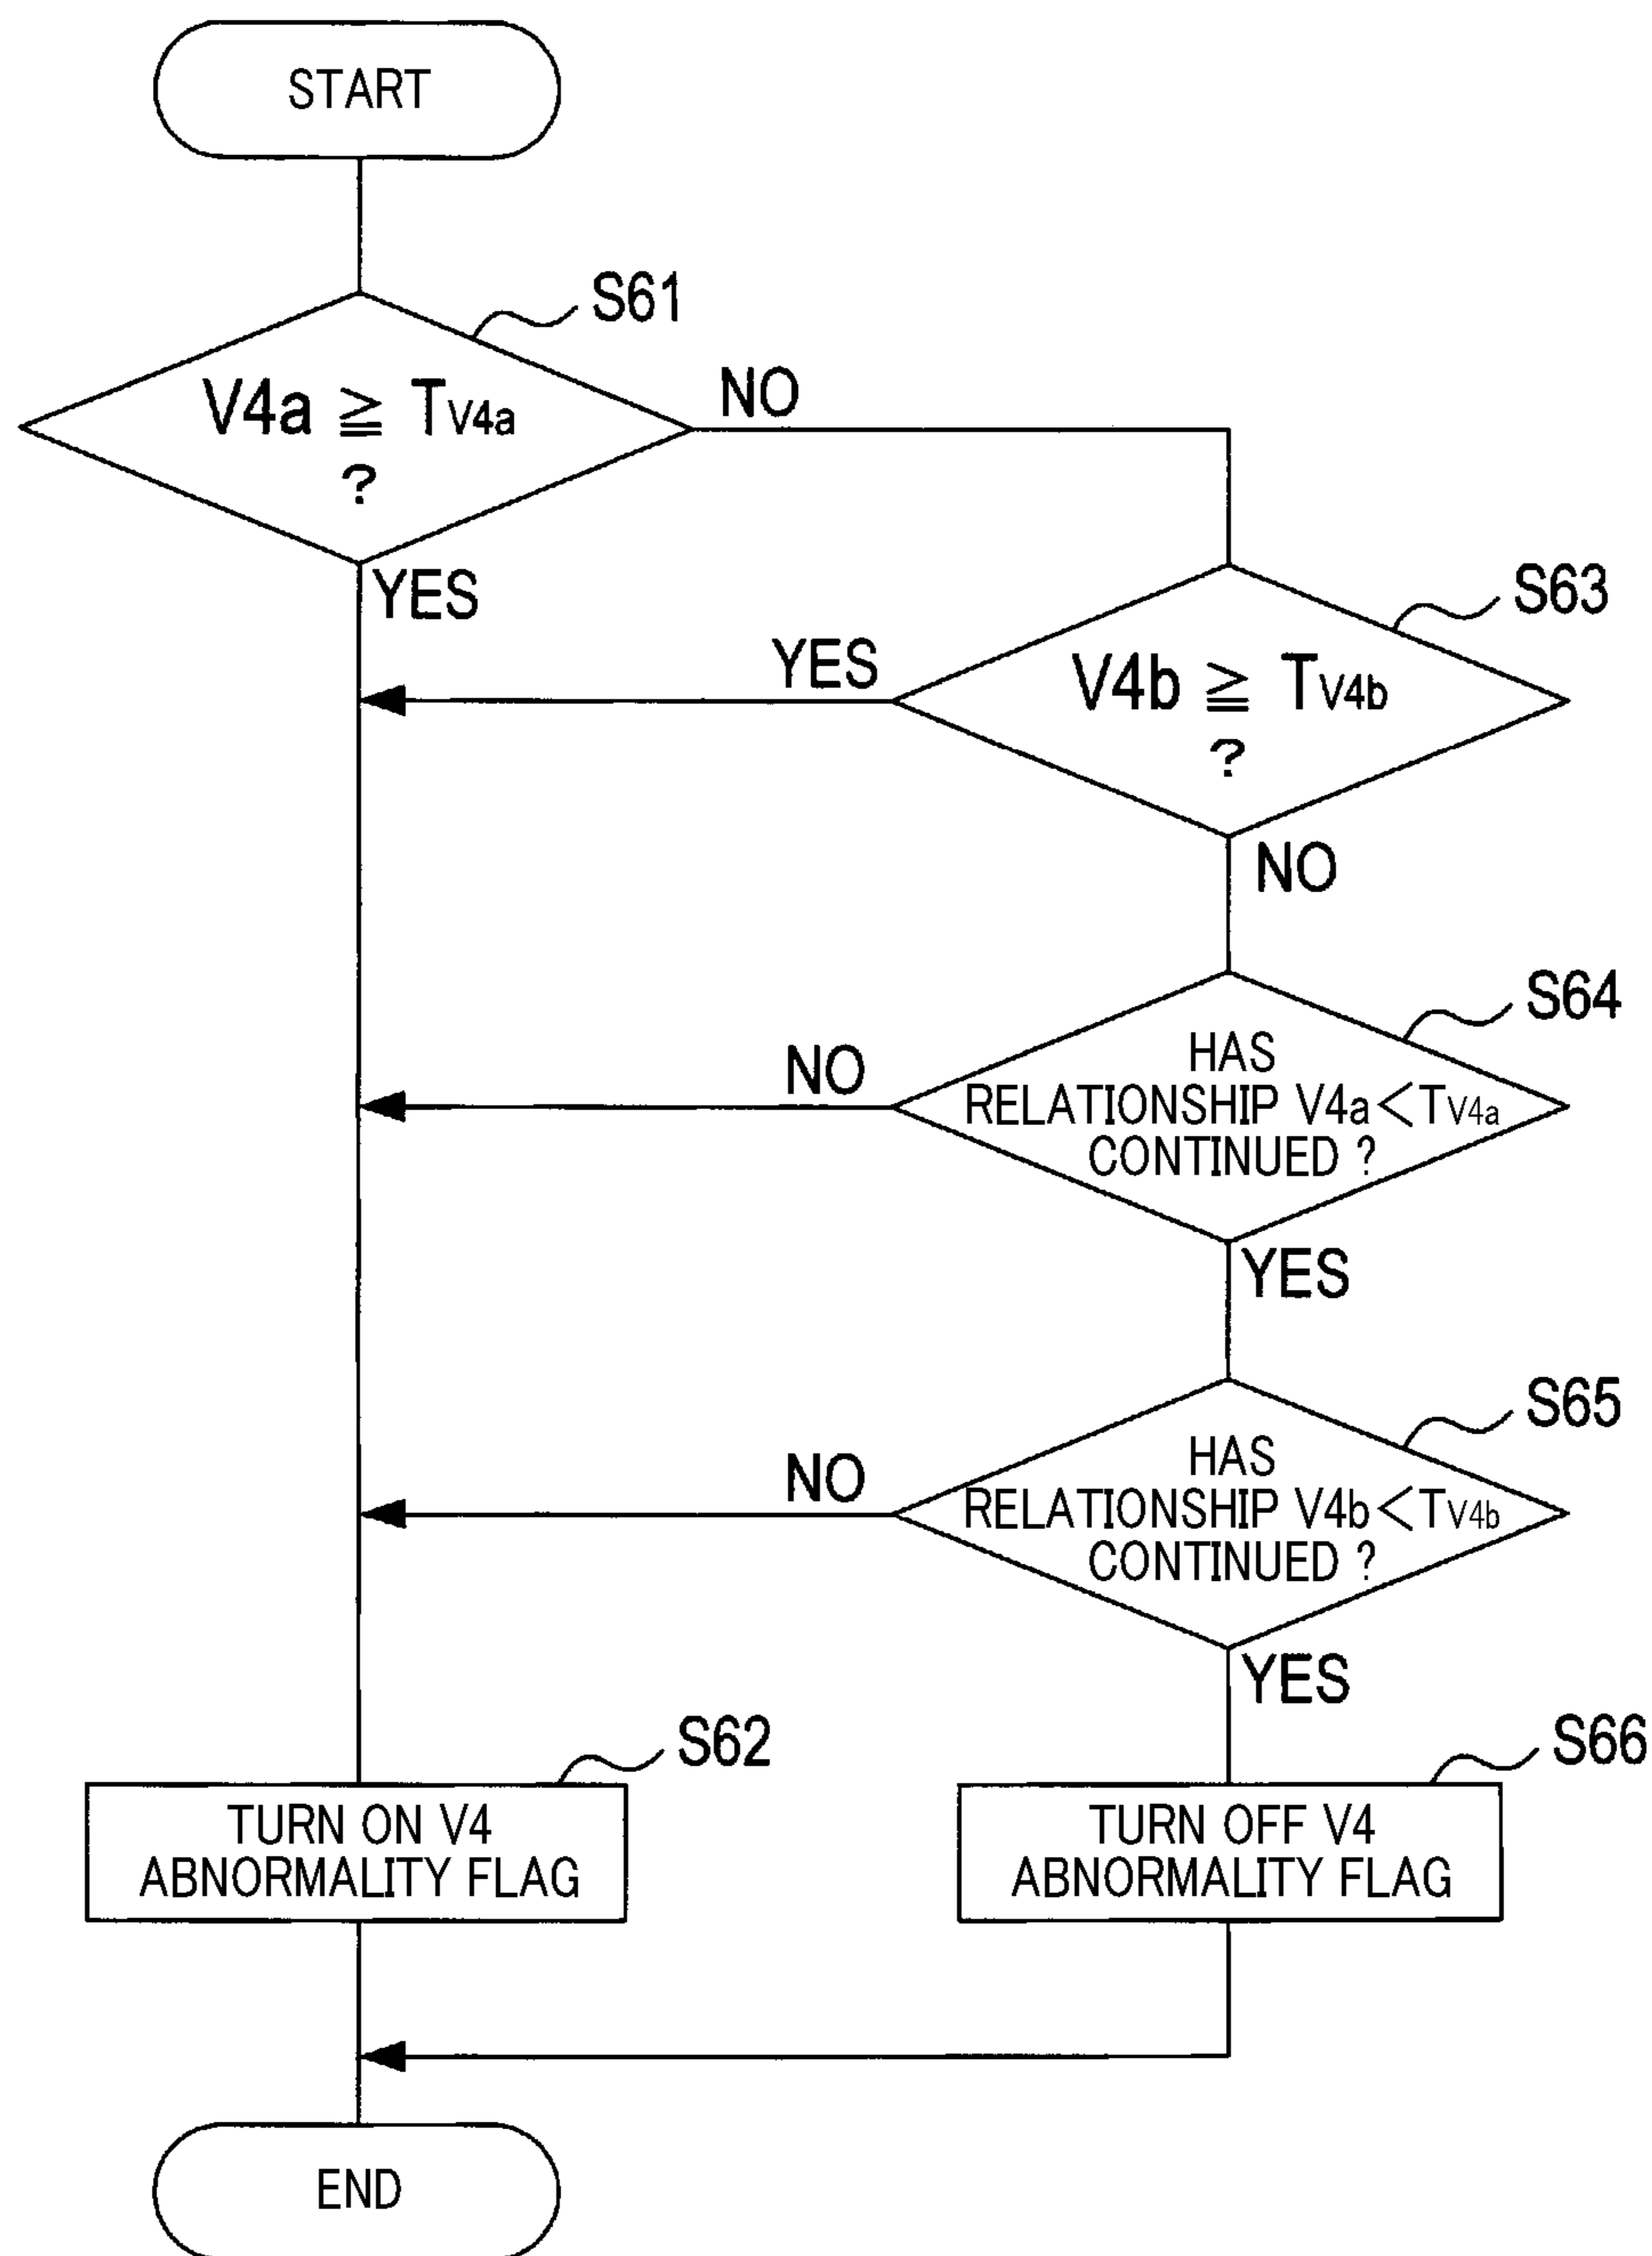 START
S61
V4a ≧ TV4a
?
NO
YES
S63
YES
V4b ≧ TV4b
?
NO
S64
NO
HAS
RELATIONSHIP V4a<TV4a
CONTINUED ?
YES
S65
NO
HAS
RELATIONSHIP V4b<TV4b
CONTINUED ?
YES
S62
S66
TURN ON V4
ABNORMALITY FLAG
TURN OFF V4
ABNORMALITY FLAG
END